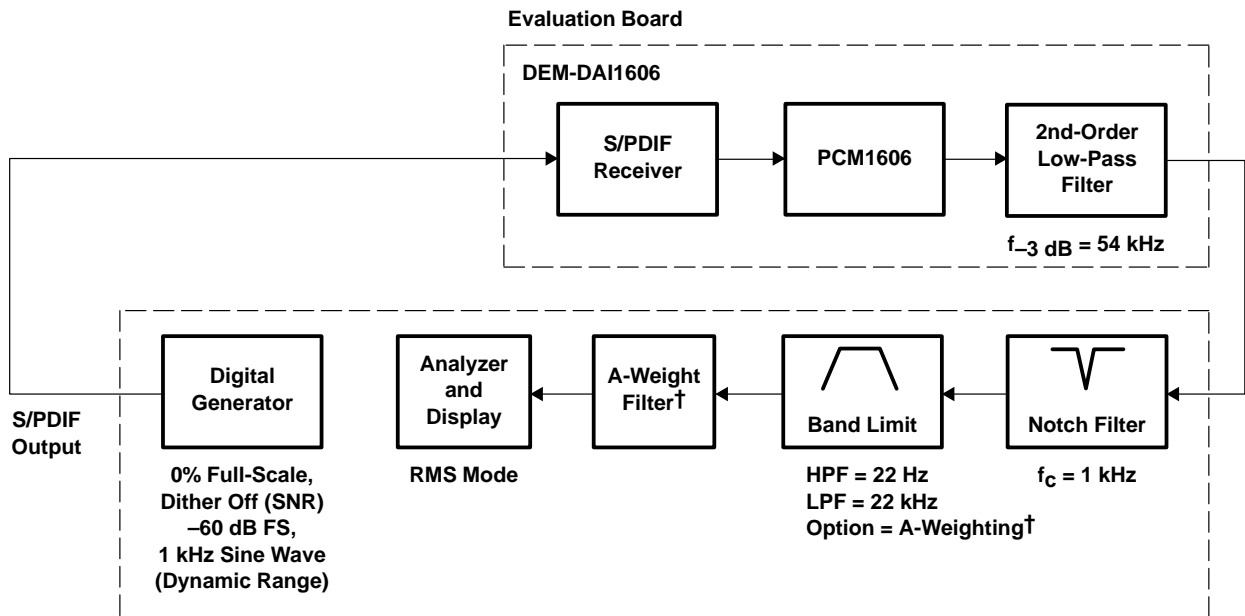 Evaluation Board
DEM-DAI1606
S/PDIF
Receiver
PCM1606
2nd-Order
Low-Pass
Filter
f–3 dB = 54 kHz
S/PDIF
Output
Digital
Generator
0% Full-Scale,
Dither Off (SNR)
–60 dB FS,
1 kHz Sine Wave
(Dynamic Range)
Analyzer
and
Display
RMS Mode
A-Weight
Filter†
Band Limit
HPF = 22 Hz
LPF = 22 kHz
Option = A-Weighting†
Notch Filter
fc = 1 kHz